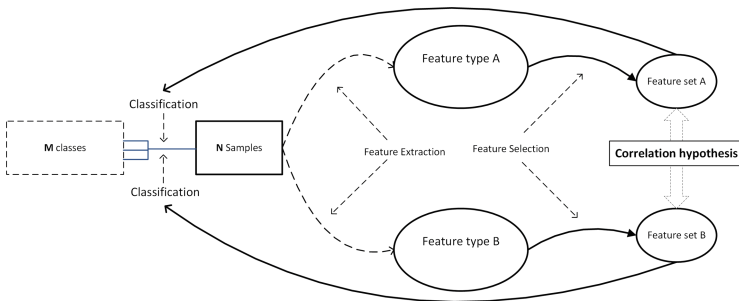 Feature type A
Feature set A
Classification
M classes
N Samples
Feature Extraction
Feature Selection
Correlation hypothesis
Classification
Feature type B
Feature set B